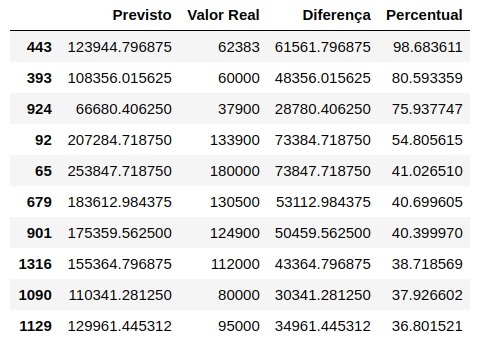 Previsto Valor Real Diferença Percentual
443 123944.796875 62383 61561.796875 98.683611
393 108356.015625 60000 48356.015625 80.593359
924 66680.406250 37900 28780.406250 75.937747
92 207284.718750 133900 73384.718750 54.805615
65 253847.718750 180000 73847.718750 41.026510
679 183612.984375 130500 53112.984375 40.699605
901 175359.562500 124900 50459.562500 40.399970
1316 155364.796875 112000 43364.796875 38.718569
1090 110341.281250 80000 30341.281250 37.926602
1129 129961.445312 95000 34961.445312 36.801521